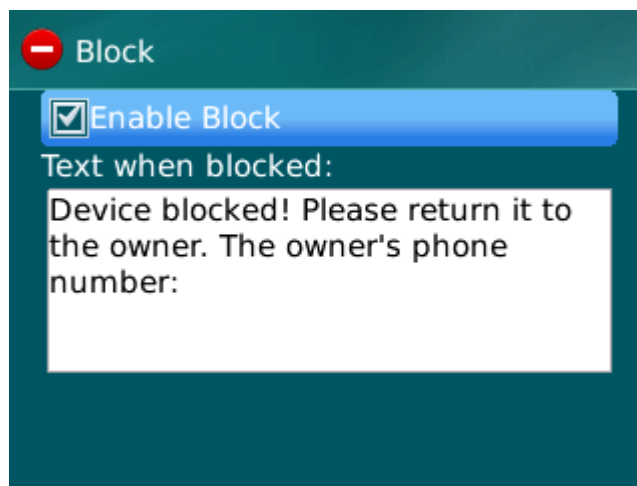 Block
Enable Block
Text when blocked:
Device blocked! Please return it to
the owner. The owner's phone
number: